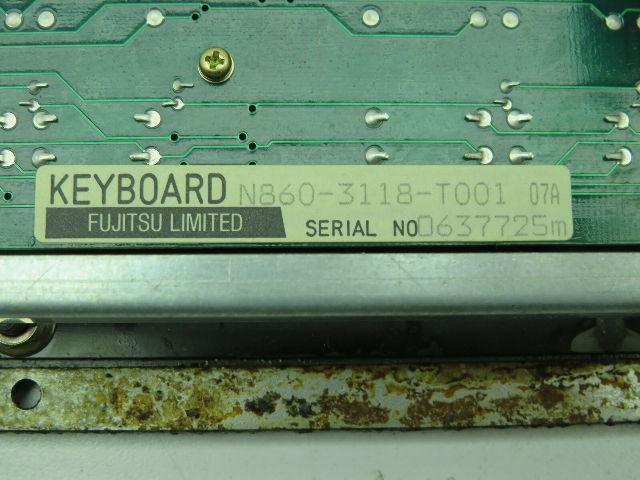 KEYBOARD N860-3118-T001 07A
FUJITSU LIMITED SERIAL NO 0637725m